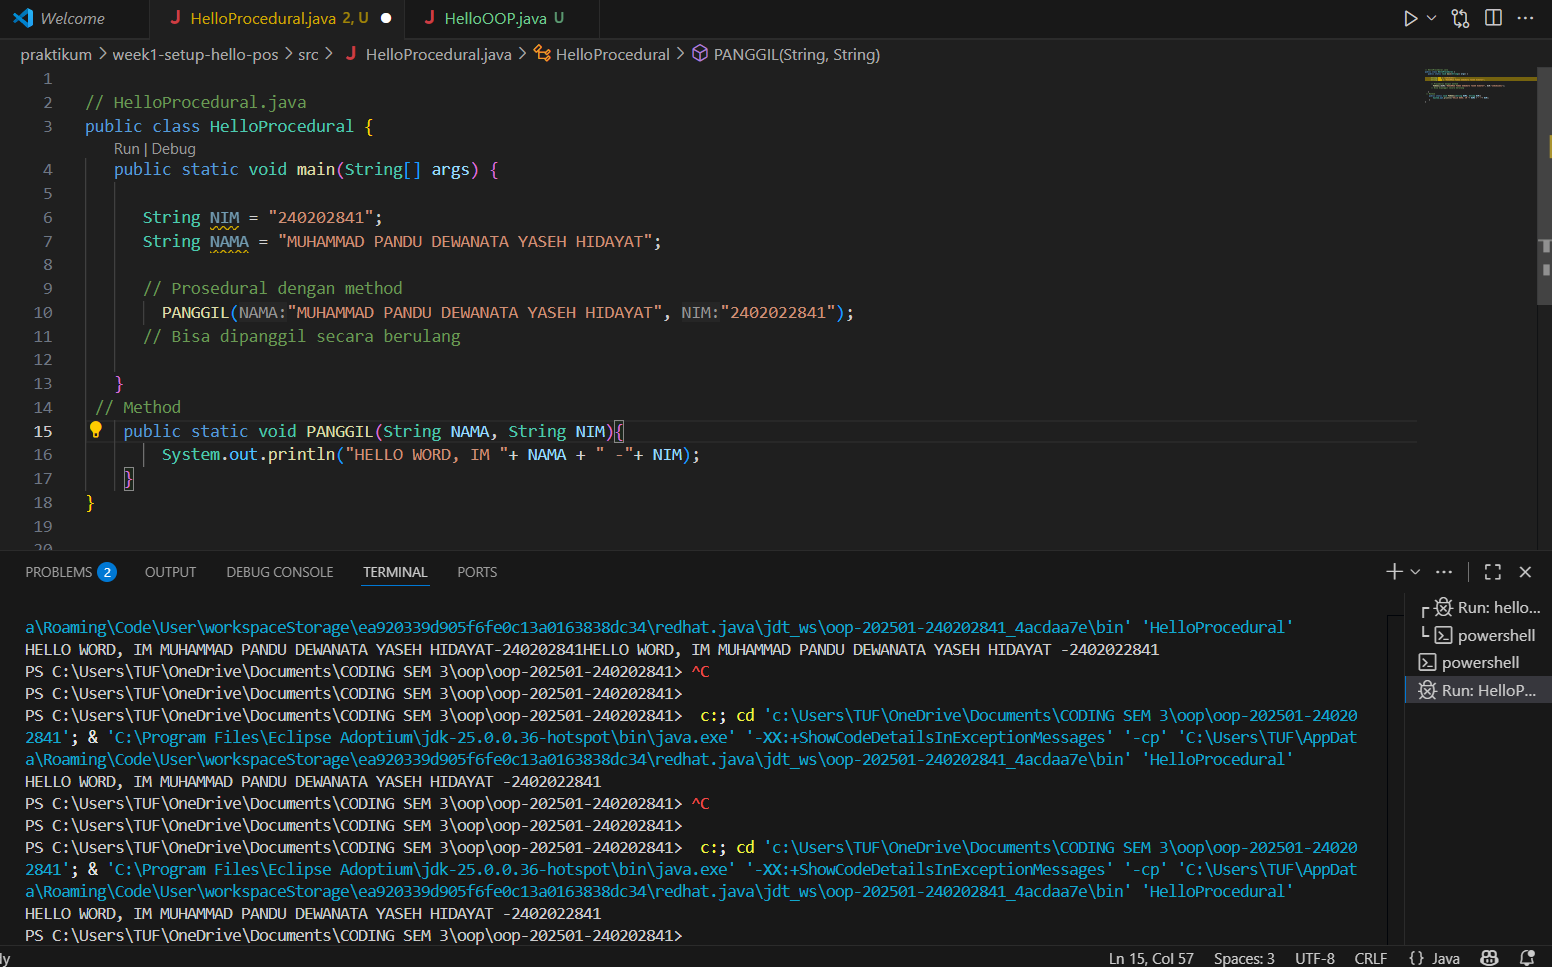 Welcome
J HelloProcedural.java 2, U
J HelloOOP.java U
praktikum > week1-setup-hello-pos > src > J HelloProcedural.java > HelloProcedural > PANGGIL(String, String)
1
2 // HelloProcedural.java
3 public class HelloProcedural {
Run | Debug
4 public static void main(String[] args) {
5
6 String NIM = "240202841";
7 String NAMA = "MUHAMMAD PANDU DEWANATA YASEH HIDAYAT";
8
9 // Prosedural dengan method
10 PANGGIL(NAMA:"MUHAMMAD PANDU DEWANATA YASEH HIDAYAT", NIM:"2402022841");
11 // Bisa dipanggil secara berulang
12
13 }
14 // Method
15 public static void PANGGIL(String NAMA, String NIM){
16 System.out.println("HELLO WORD, IM "+ NAMA + " -"+ NIM);
17 }
18 }
19
20
PROBLEMS 2 OUTPUT DEBUG CONSOLE TERMINAL PORTS
a\Roaming\Code\User\workspaceStorage\ea920339d905f6fe0c13a0163838dc34\redhat.java\jdt_ws\oop-202501-240202841_4acdaa7e\bin' 'HelloProcedural'
HELLO WORD, IM MUHAMMAD PANDU DEWANATA YASEH HIDAYAT-240202841HELLO WORD, IM MUHAMMAD PANDU DEWANATA YASEH HIDAYAT -2402022841
PS C:\Users\TUF\OneDrive\Documents\CODING SEM 3\oop\oop-202501-240202841> ^C
PS C:\Users\TUF\OneDrive\Documents\CODING SEM 3\oop\oop-202501-240202841>
PS C:\Users\TUF\OneDrive\Documents\CODING SEM 3\oop\oop-202501-240202841> c:; cd 'c:\Users\TUF\OneDrive\Documents\CODING SEM 3\oop\oop-202501-24020
2841'; & 'C:\Program Files\Eclipse Adoptium\jdk-25.0.0.36-hotspot\bin\java.exe' '-XX:+ShowCodeDetailsInExceptionMessages' '-cp' 'C:\Users\TUF\AppDat
a\Roaming\Code\User\workspaceStorage\ea920339d905f6fe0c13a0163838dc34\redhat.java\jdt_ws\oop-202501-240202841_4acdaa7e\bin' 'HelloProcedural'
HELLO WORD, IM MUHAMMAD PANDU DEWANATA YASEH HIDAYAT -2402022841
PS C:\Users\TUF\OneDrive\Documents\CODING SEM 3\oop\oop-202501-240202841> ^C
PS C:\Users\TUF\OneDrive\Documents\CODING SEM 3\oop\oop-202501-240202841>
PS C:\Users\TUF\OneDrive\Documents\CODING SEM 3\oop\oop-202501-240202841> c:; cd 'c:\Users\TUF\OneDrive\Documents\CODING SEM 3\oop\oop-202501-24020
2841'; & 'C:\Program Files\Eclipse Adoptium\jdk-25.0.0.36-hotspot\bin\java.exe' '-XX:+ShowCodeDetailsInExceptionMessages' '-cp' 'C:\Users\TUF\AppDat
a\Roaming\Code\User\workspaceStorage\ea920339d905f6fe0c13a0163838dc34\redhat.java\jdt_ws\oop-202501-240202841_4acdaa7e\bin' 'HelloProcedural'
HELLO WORD, IM MUHAMMAD PANDU DEWANATA YASEH HIDAYAT -2402022841
PS C:\Users\TUF\OneDrive\Documents\CODING SEM 3\oop\oop-202501-240202841>
Run: hello...
powershell
powershell
Run: HelloP...
ly Ln 15, Col 57 Spaces: 3 UTF-8 CRLF {} Java